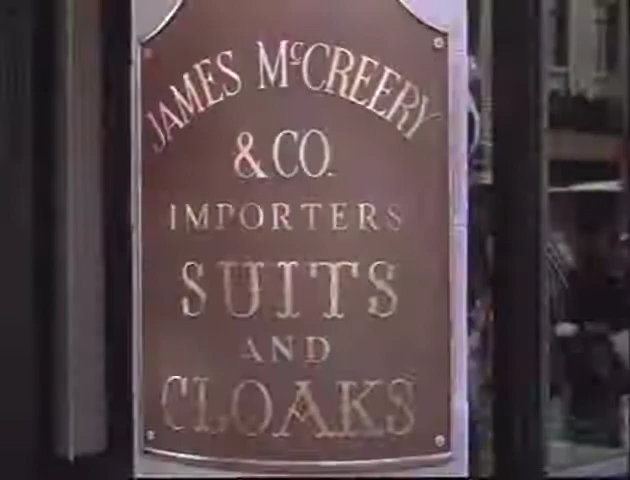 JAMES McCREERY
& CO.
IMPORTERS
SUITS
AND
CLOAKS